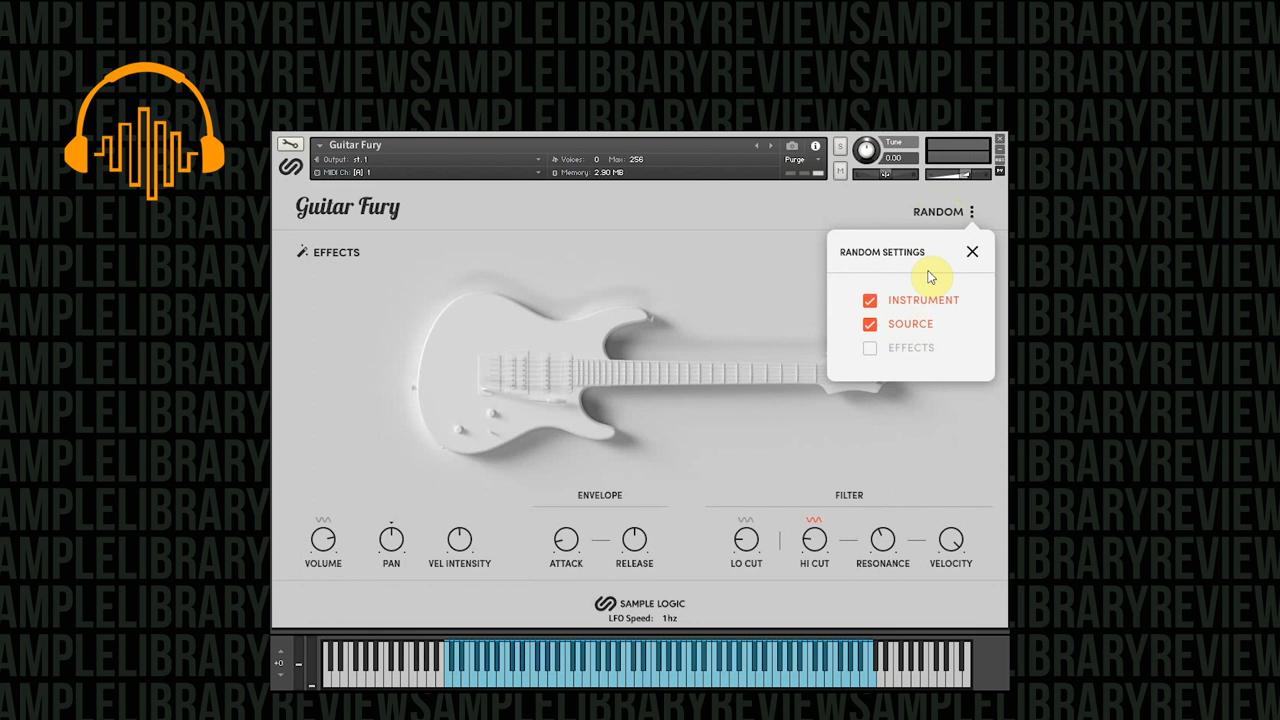 SAMPLELIBRARYREVIEWSAMPLELIBRARYREVIEWSAMPLELIBRARYREVIEW
Guitar Fury
Output: st. 1
Voices: 0 Max: 256
Purge
MIDI Ch: [A] 1
Memory: 2.90 MB
S
M
Tune
0.00
Guitar Fury
RANDOM
EFFECTS
RANDOM SETTINGS
INSTRUMENT
SOURCE
EFFECTS
ENVELOPE
FILTER
VOLUME
PAN
VEL INTENSITY
ATTACK
RELEASE
LO CUT
HI CUT
RESONANCE
VELOCITY
SAMPLE LOGIC
LFO Speed: 1hz
+0